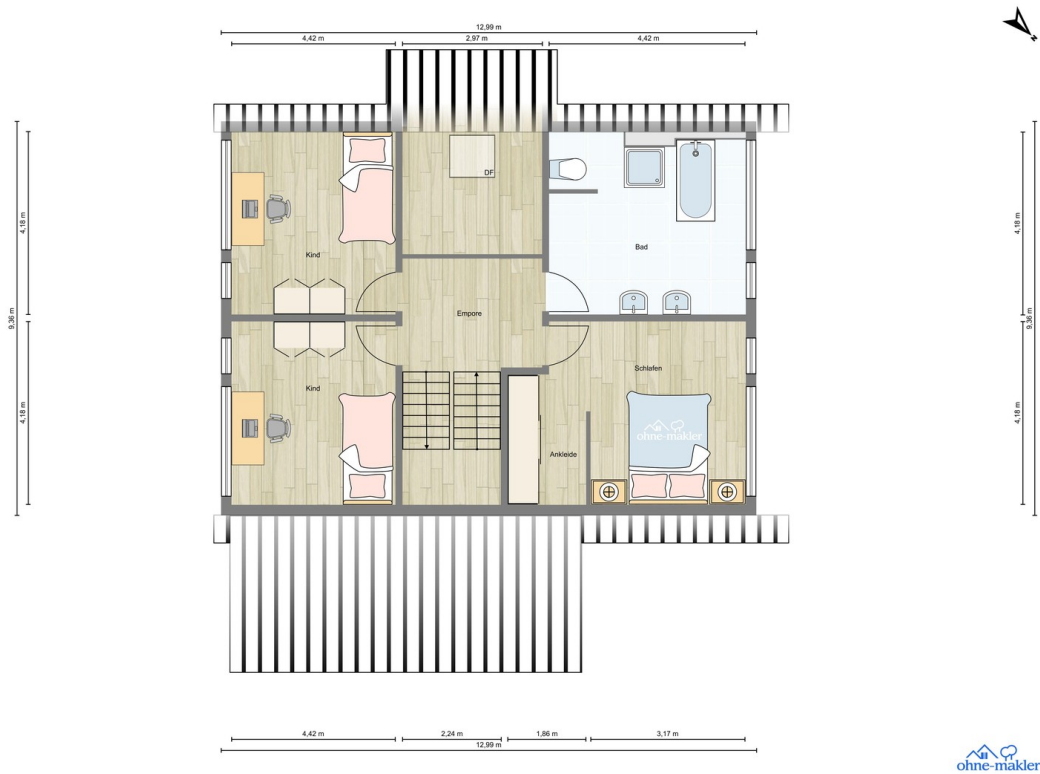 12,99 m
4,42 m
2,97 m
4,42 m
N
DF
4,18 m
4,18 m
Kind
Bad
9,36 m
9,36 m
Empore
Schlafen
Kind
4,18 m
4,18 m
ohne-makler
Ankleide
4,42 m
2,24 m
1,86 m
3,17 m
12,99 m
ohne-makler